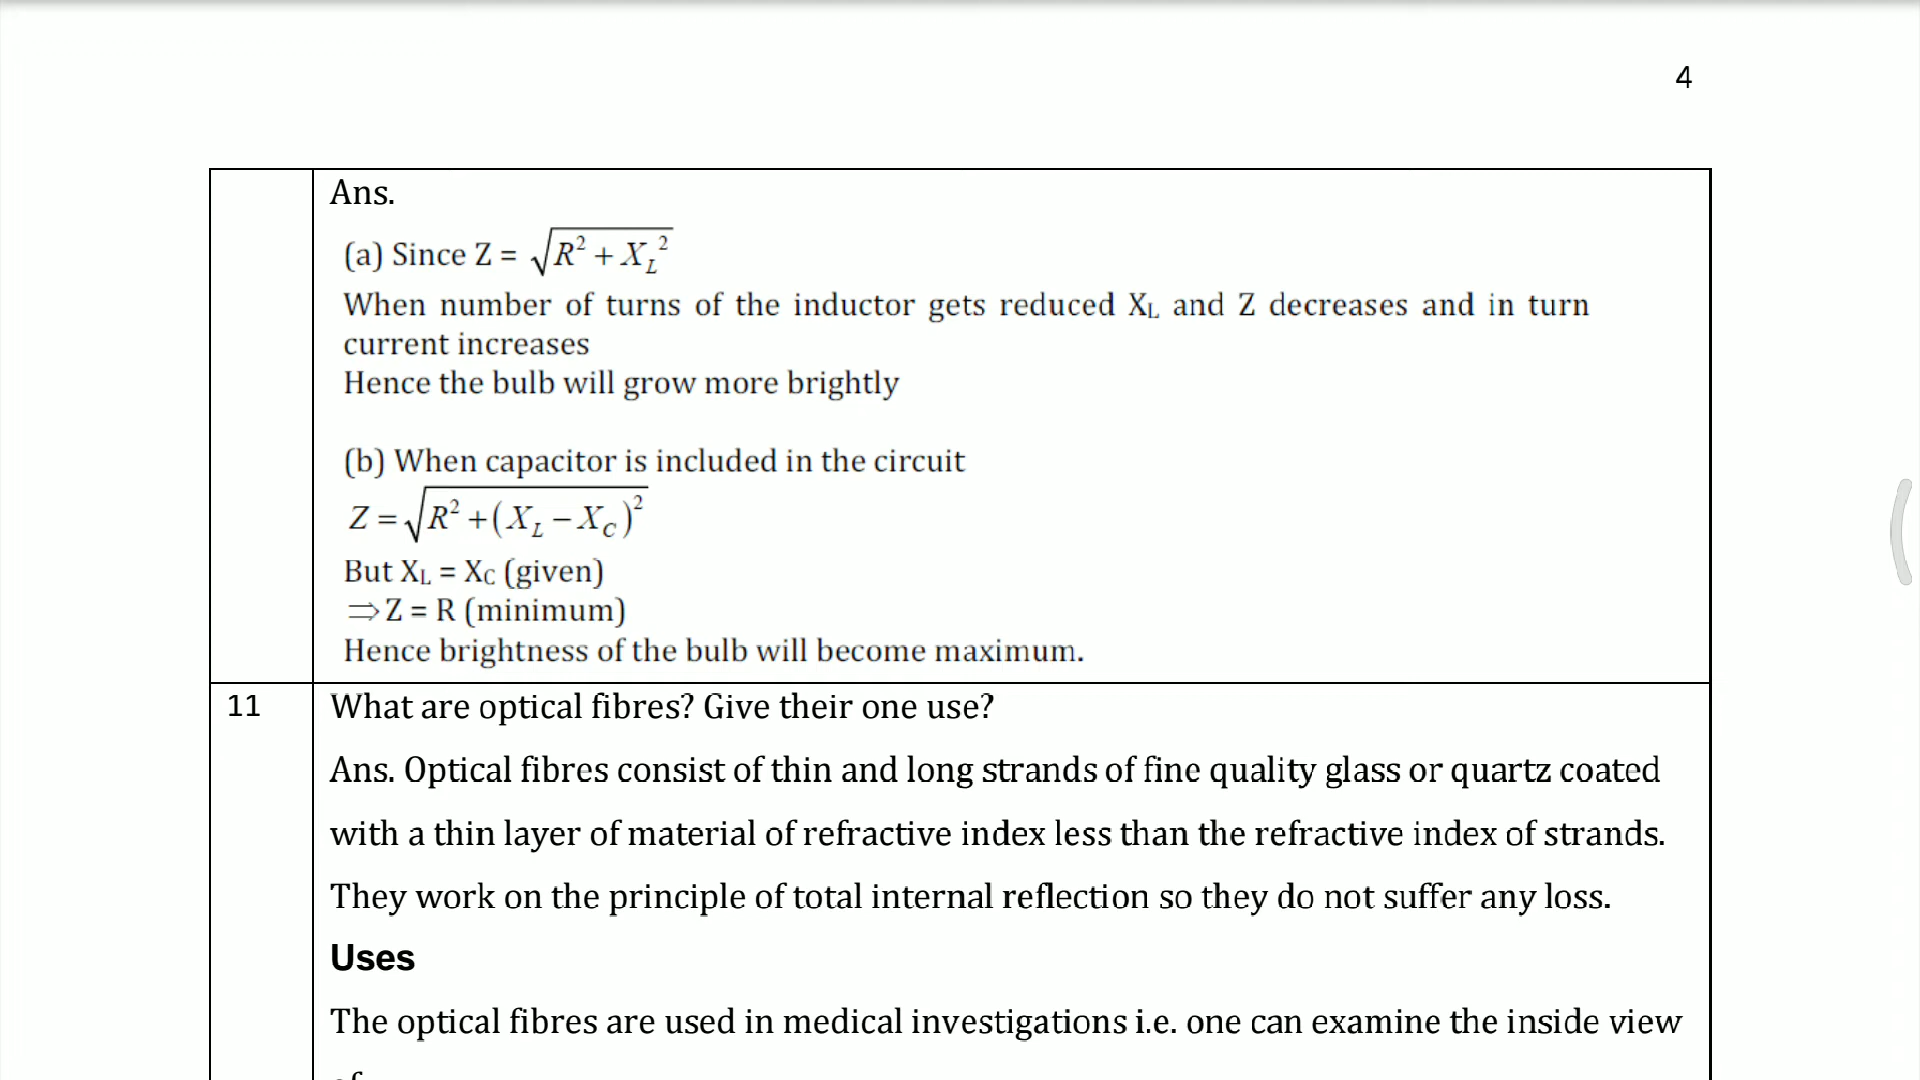 4
Ans.
(a) Since Z = √R² + X_L²
When number of turns of the inductor gets reduced X_L and Z decreases and in turn
current increases
Hence the bulb will grow more brightly
(b) When capacitor is included in the circuit
Z = √R² + (X_L − X_C)²
But X_L = X_C (given)
⇒ Z = R (minimum)
Hence brightness of the bulb will become maximum.
11 What are optical fibres? Give their one use?
Ans. Optical fibres consist of thin and long strands of fine quality glass or quartz coated
with a thin layer of material of refractive index less than the refractive index of strands.
They work on the principle of total internal reflection so they do not suffer any loss.
Uses
The optical fibres are used in medical investigations i.e. one can examine the inside view